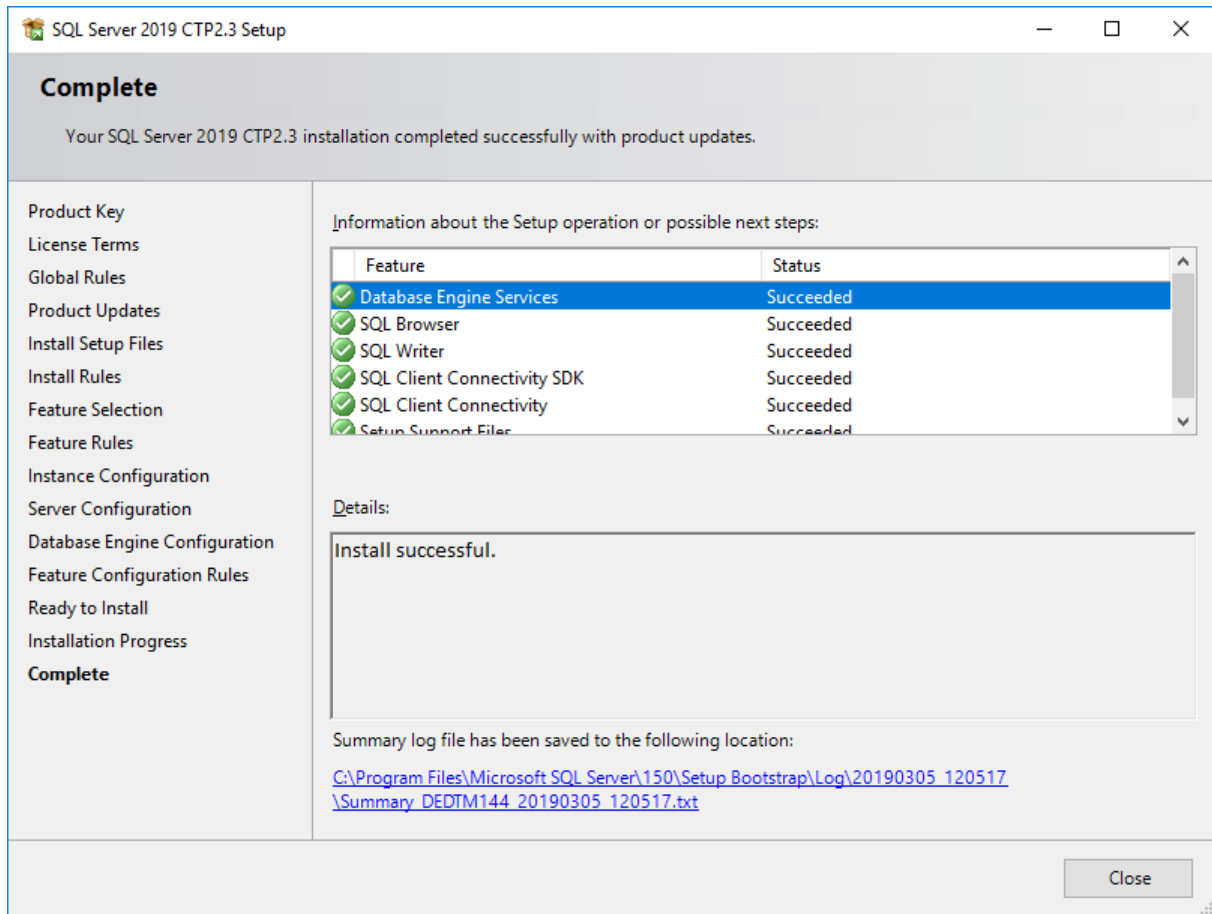 SQL Server 2019 CTP2.3 Setup
Complete
Your SQL Server 2019 CTP2.3 installation completed successfully with product updates.
Product Key
License Terms
Global Rules
Product Updates
Install Setup Files
Install Rules
Feature Selection
Feature Rules
Instance Configuration
Server Configuration
Database Engine Configuration
Feature Configuration Rules
Ready to Install
Installation Progress
Complete
Information about the Setup operation or possible next steps:
Feature Status
Database Engine Services Succeeded
SQL Browser Succeeded
SQL Writer Succeeded
SQL Client Connectivity SDK Succeeded
SQL Client Connectivity Succeeded
Setup Support Files Succeeded
Details:
Install successful.
Summary log file has been saved to the following location:
C:\Program Files\Microsoft SQL Server\150\Setup Bootstrap\Log\20190305_120517
\Summary_DEDTM144_20190305_120517.txt
Close